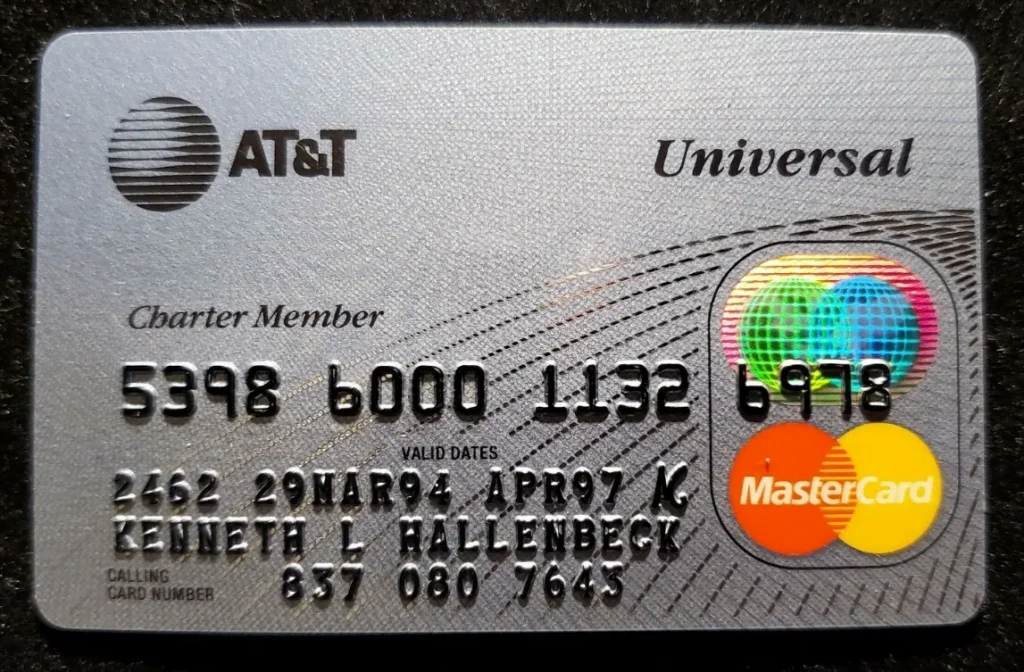 AT&T
Universal
Charter Member
5398 6000 1132 6978
VALID DATES
2462 29MAR94 APR97
KENNETH L HALLENBECK
CALLING
CARD NUMBER
837 080 7643
MasterCard